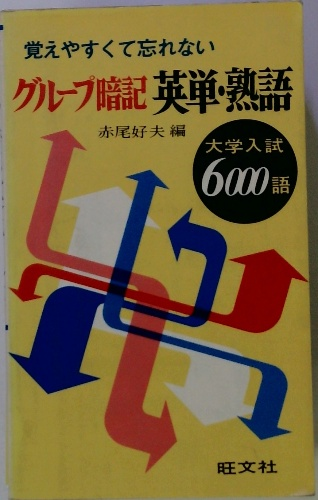 覚えやすくて忘れない
グループ暗記 英単・熟語
赤尾好夫 編
大学入試
6000語
旺文社